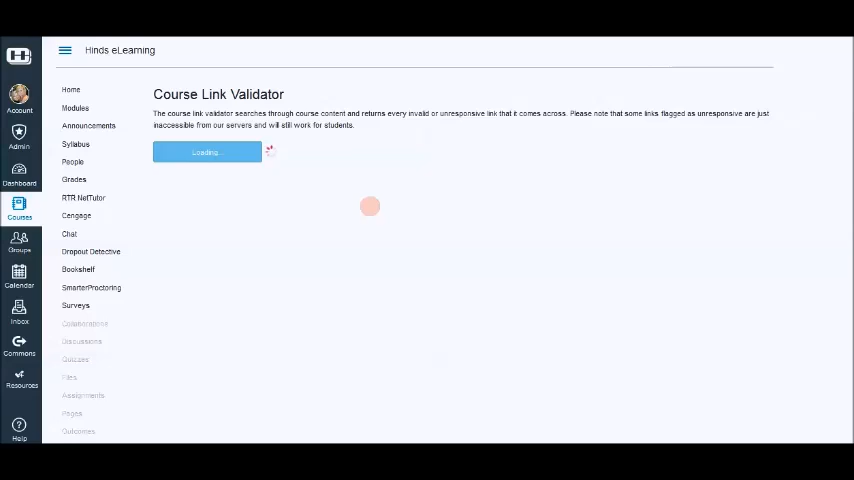 Hinds eLearning
Account
Admin
Dashboard
Courses
Groups
Calendar
Inbox
Commons
Resources
Help
Home
Modules
Announcements
Syllabus
People
Grades
RTR NetTutor
Cengage
Chat
Dropout Detective
Bookshelf
SmarterProctoring
Surveys
Collaborations
Discussions
Quizzes
Files
Assignments
Pages
Outcomes
Course Link Validator
The course link validator searches through course content and returns every invalid or unresponsive link that it comes across. Please note that some links flagged as unresponsive are just
inaccessible from our servers and will still work for students.
Loading...